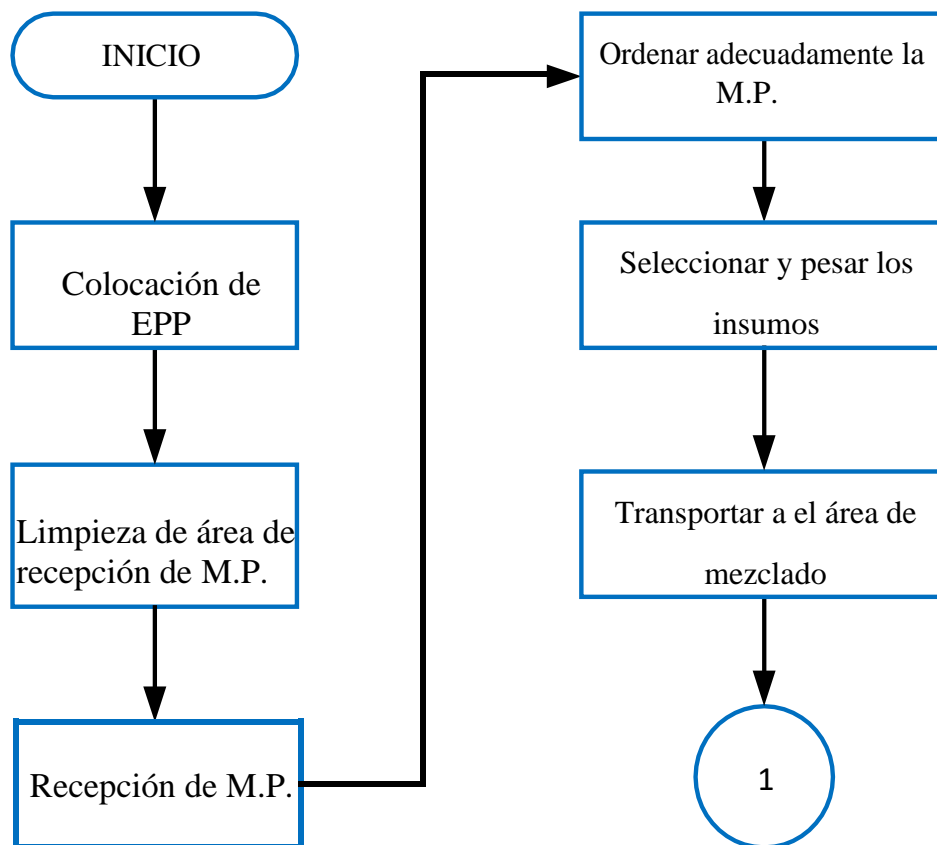 INICIO
Colocación de
EPP
Limpieza de área de
recepción de M.P.
Recepción de M.P.
Ordenar adecuadamente la
M.P.
Seleccionar y pesar los
insumos
Transportar a el área de
mezclado
1